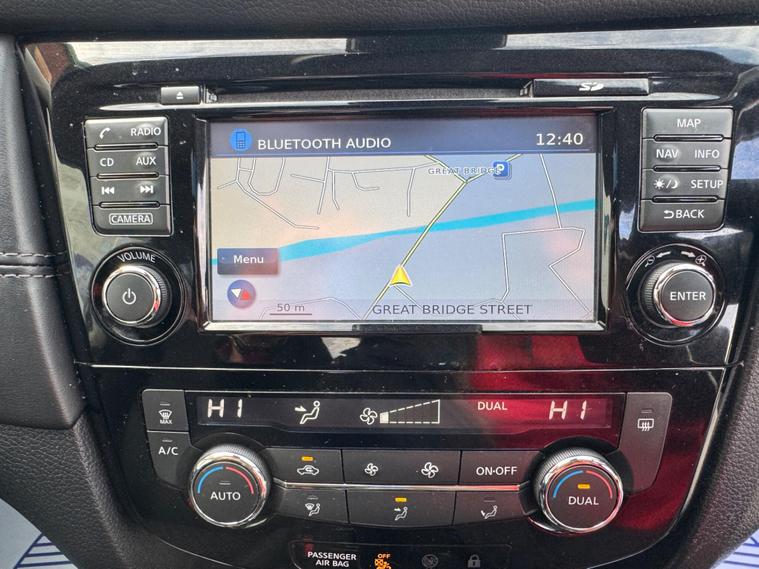 SD
RADIO
CD AUX
CAMERA
VOLUME
BLUETOOTH AUDIO 12:40
GREAT BRIDGE
P
Menu
50 m
GREAT BRIDGE STREET
MAP
NAV INFO
SETUP
BACK
ENTER
HI DUAL HI
MAX
A/C
AUTO
ON·OFF
DUAL
PASSENGER
AIR BAG
OFF